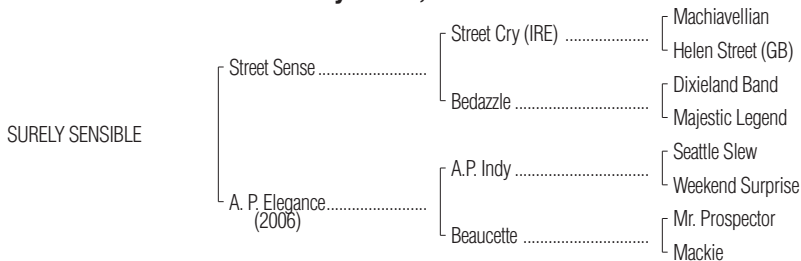 Machiavellian
Street Cry (IRE) ....................
Helen Street (GB)
Street Sense ..........................
Dixieland Band
Bedazzle ................................
Majestic Legend
SURELY SENSIBLE
Seattle Slew
A.P. Indy ................................
Weekend Surprise
A. P. Elegance........................
(2006)
Mr. Prospector
Beaucette ..............................
Mackie